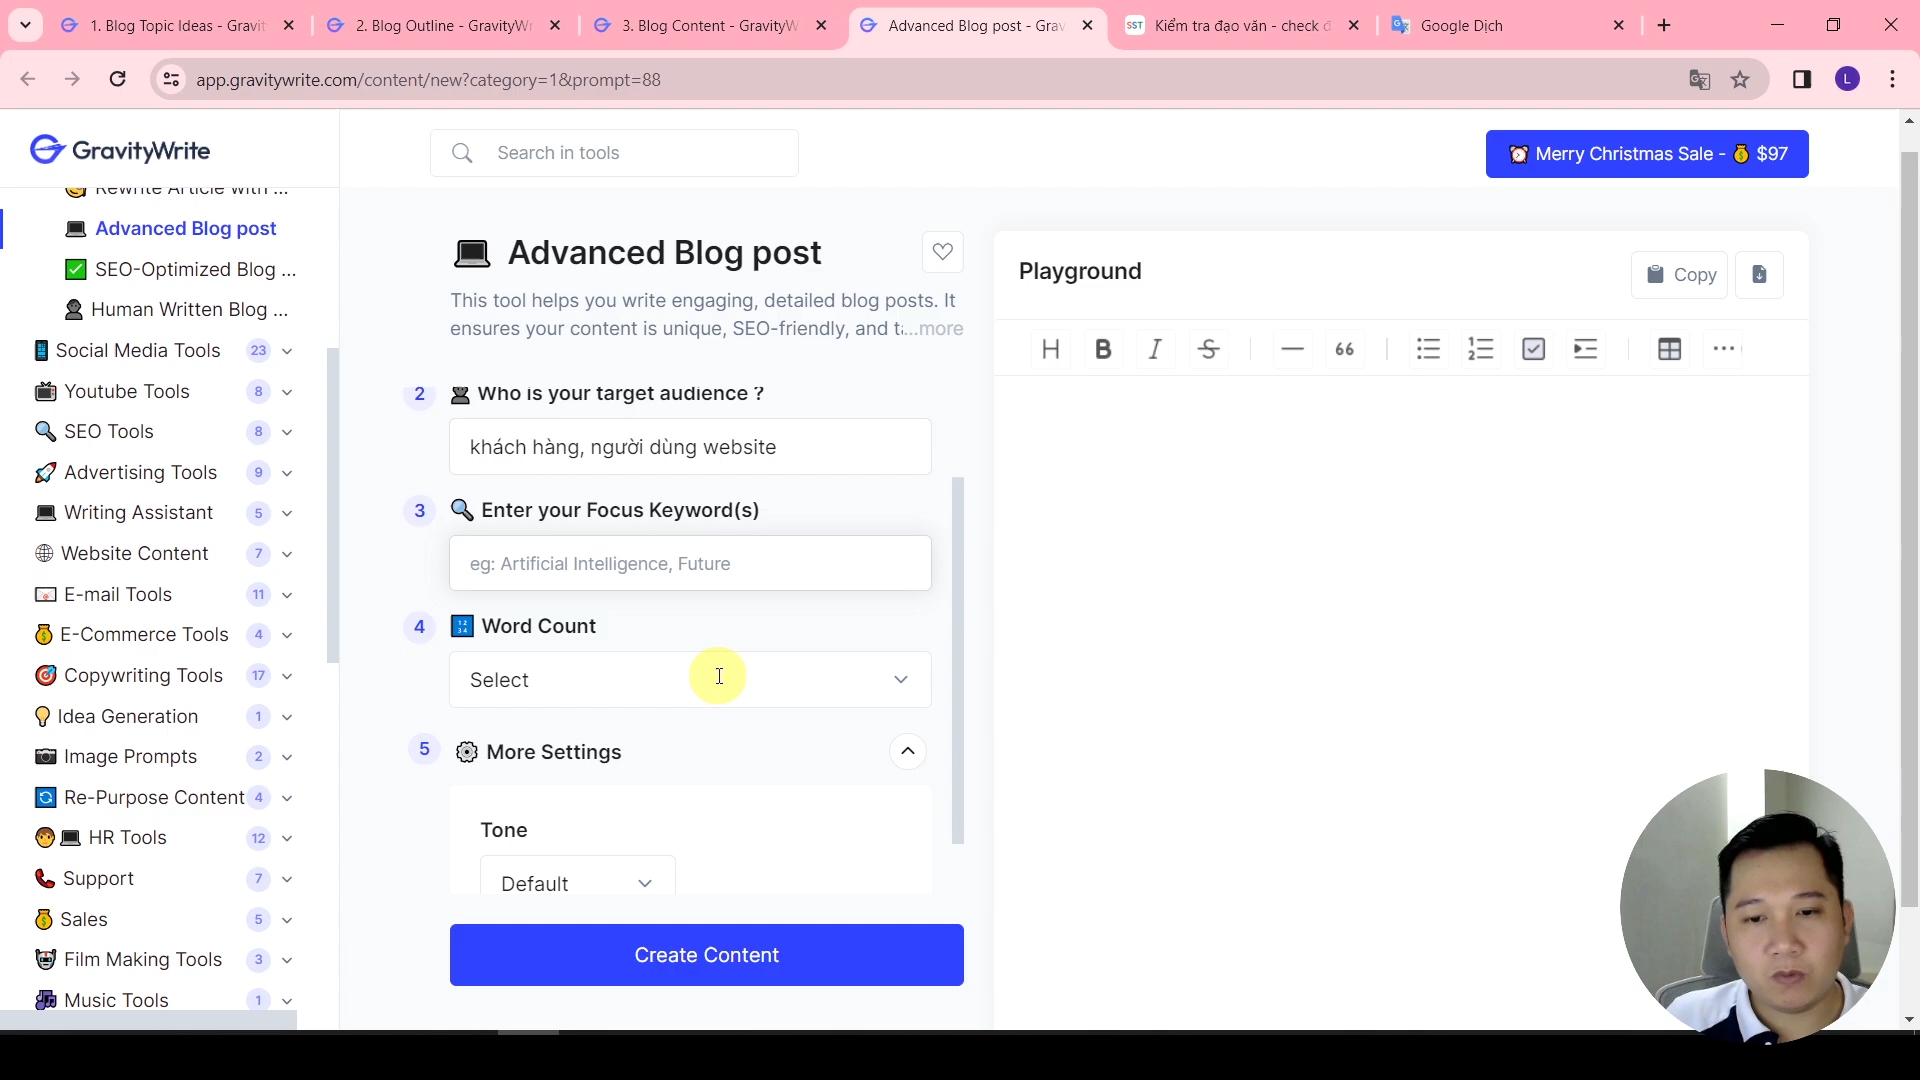 1. Blog Topic Ideas - Gravit
2. Blog Outline - GravityWr
3. Blog Content - GravityW
Advanced Blog post - Grav
SST
Kiểm tra đạo văn - check đ
Google Dịch
app.gravitywrite.com/content/new?category=1&prompt=88
L
GravityWrite
Search in tools
Merry Christmas Sale - $97
Rewrite Article with ...
Advanced Blog post
SEO-Optimized Blog ...
Human Written Blog ...
Social Media Tools 23
Youtube Tools 8
SEO Tools 8
Advertising Tools 9
Writing Assistant 5
Website Content 7
E-mail Tools 11
E-Commerce Tools 4
Copywriting Tools 17
Idea Generation 1
Image Prompts 2
Re-Purpose Content 4
HR Tools 12
Support 7
Sales 5
Film Making Tools 3
Music Tools 1
Advanced Blog post
This tool helps you write engaging, detailed blog posts. It
ensures your content is unique, SEO-friendly, and t...more
2 Who is your target audience ?
khách hàng, người dùng website
3 Enter your Focus Keyword(s)
eg: Artificial Intelligence, Future
4 Word Count
Select
5 More Settings
Tone
Default
Create Content
Playground
Copy